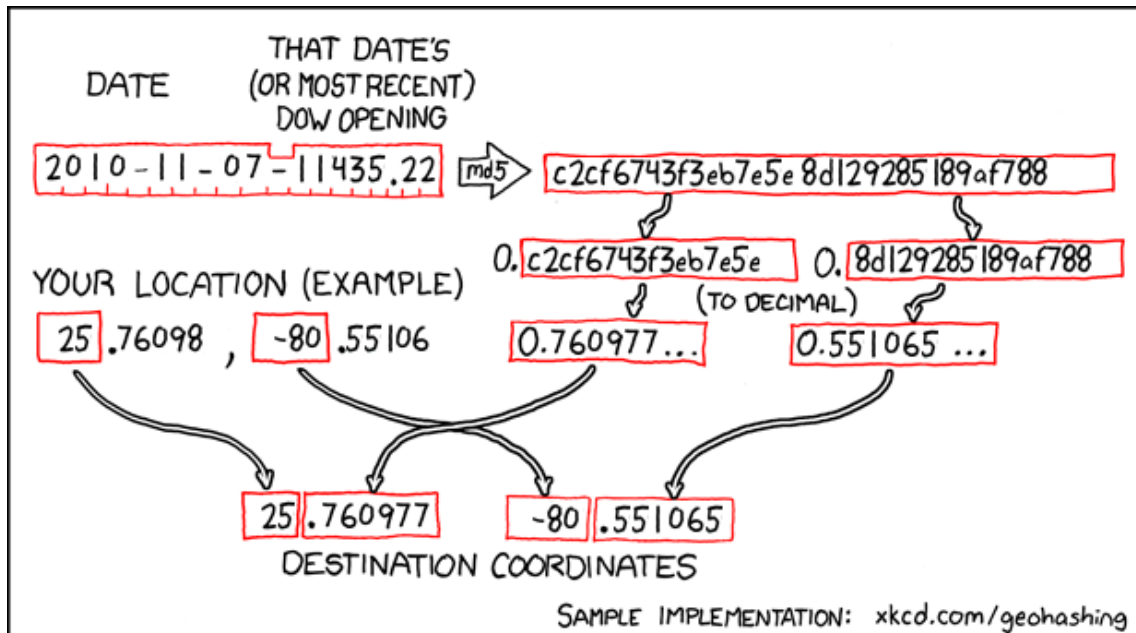 DATE
THAT DATE'S
(OR MOST RECENT)
DOW OPENING
2010-11-07-11435.22
md5
c2cf6743f3eb7e5e8d129285189af788
0.c2cf6743f3eb7e5e
0.8d129285189af788
(TO DECIMAL)
0.760977...
0.551065...
YOUR LOCATION (EXAMPLE)
25.76098, -80.55106
25.760977 -80.551065
DESTINATION COORDINATES
SAMPLE IMPLEMENTATION: xkcd.com/geohashing